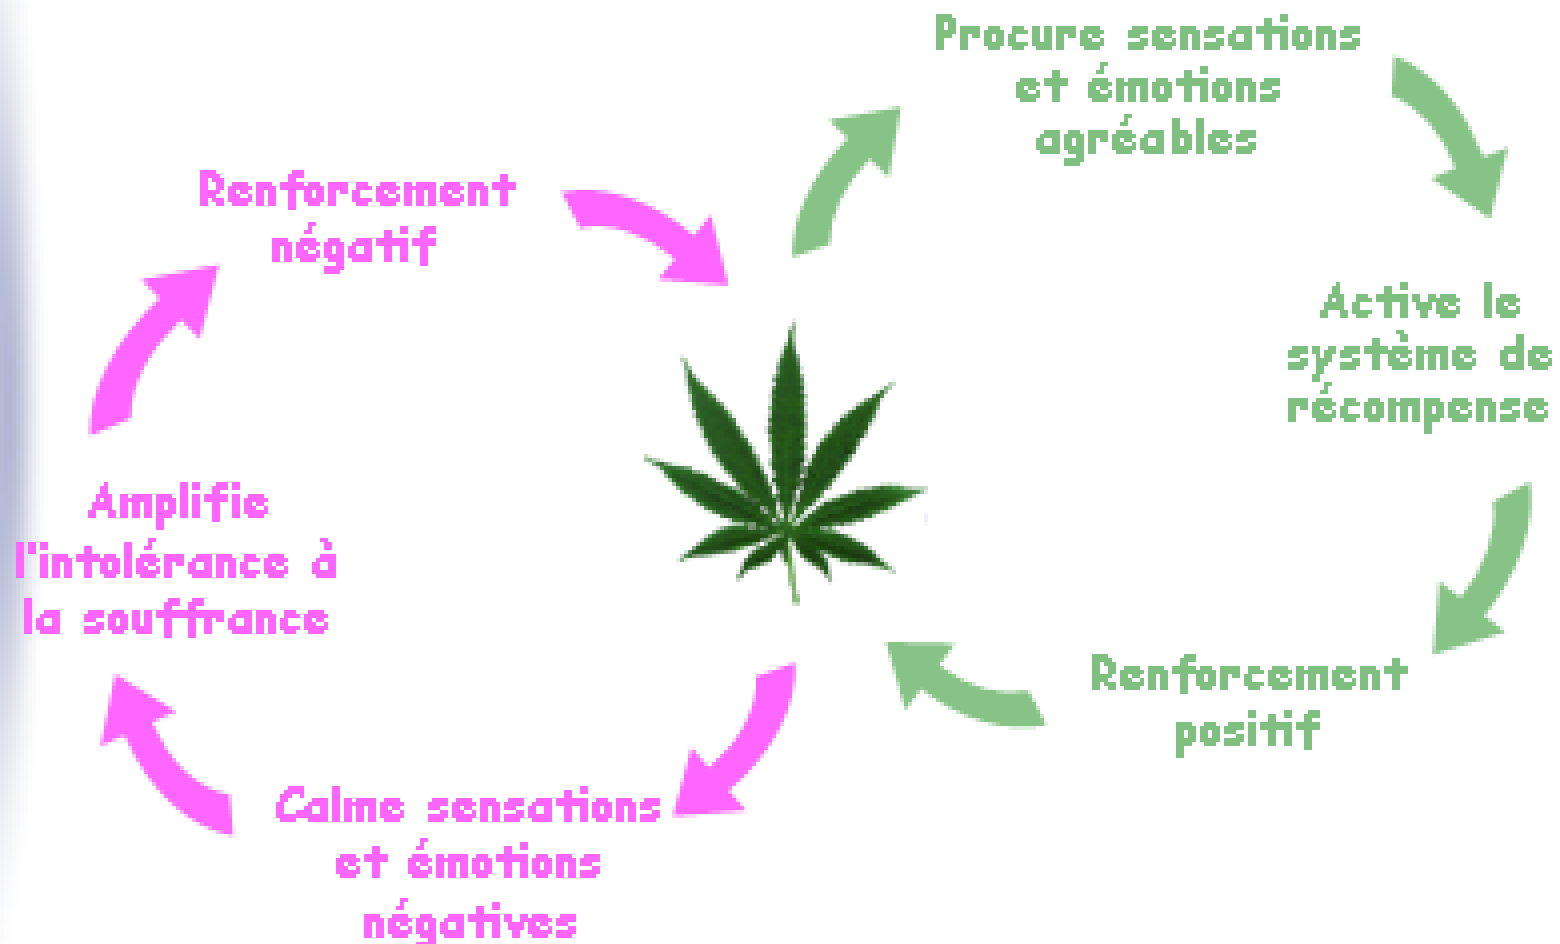 Procure sensations
et émotions
agréables
Active le
système de
récompense
Renforcement
positif
Calme sensations
et émotions
négatives
Amplifie
l'intolérance à
la souffrance
Renforcement
négatif